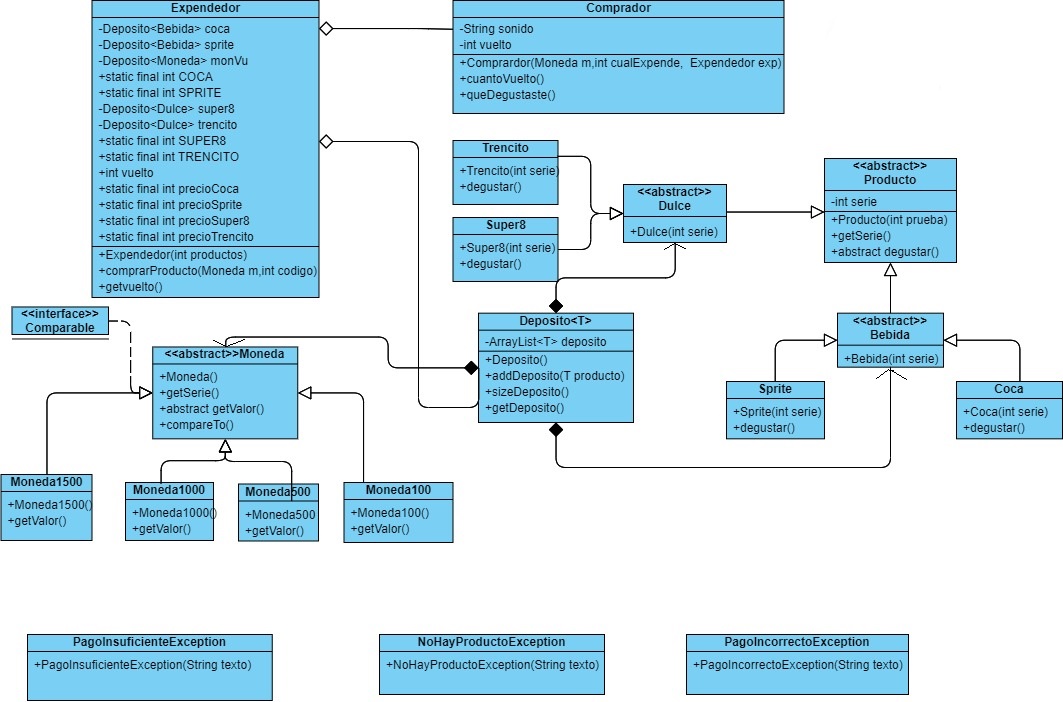 Expendedor
-Deposito<Bebida> coca
-Deposito<Bebida> sprite
-Deposito<Moneda> monVu
+static final int COCA
+static final int SPRITE
-Deposito<Dulce> super8
-Deposito<Dulce> trencito
+static final int SUPER8
+static final int TRENCITO
+int vuelto
+static final int precioCoca
+static final int precioSprite
+static final int precioSuper8
+static final int precioTrencito
+Expendedor(int productos)
+comprarProducto(Moneda m,int codigo)
+getvuelto()
Comprador
-String sonido
-int vuelto
+Comprardor(Moneda m,int cualExpende, Expendedor exp)
+cuantoVuelto()
+queDegustaste()
Trencito
+Trencito(int serie)
+degustar()
Super8
+Super8(int serie)
+degustar()
<<abstract>>
Dulce
+Dulce(int serie)
<<abstract>>
Producto
-int serie
+Producto(int prueba)
+getSerie()
+abstract degustar()
<<interface>>
Comparable
<<abstract>>Moneda
+Moneda()
+getSerie()
+abstract getValor()
+compareTo()
Deposito<T>
-ArrayList<T> deposito
+Deposito()
+addDeposito(T producto)
+sizeDeposito()
+getDeposito()
<<abstract>>
Bebida
+Bebida(int serie)
Sprite
+Sprite(int serie)
+degustar()
Coca
+Coca(int serie)
+degustar()
Moneda1500
+Moneda1500()
+getValor()
Moneda1000
+Moneda1000()
+getValor()
Moneda500
+Moneda500
+getValor()
Moneda100
+Moneda100()
+getValor()
PagoInsuficienteException
+PagoInsuficienteException(String texto)
NoHayProductoException
+NoHayProductoException(String texto)
PagoIncorrectoException
+PagoIncorrectoException(String texto)